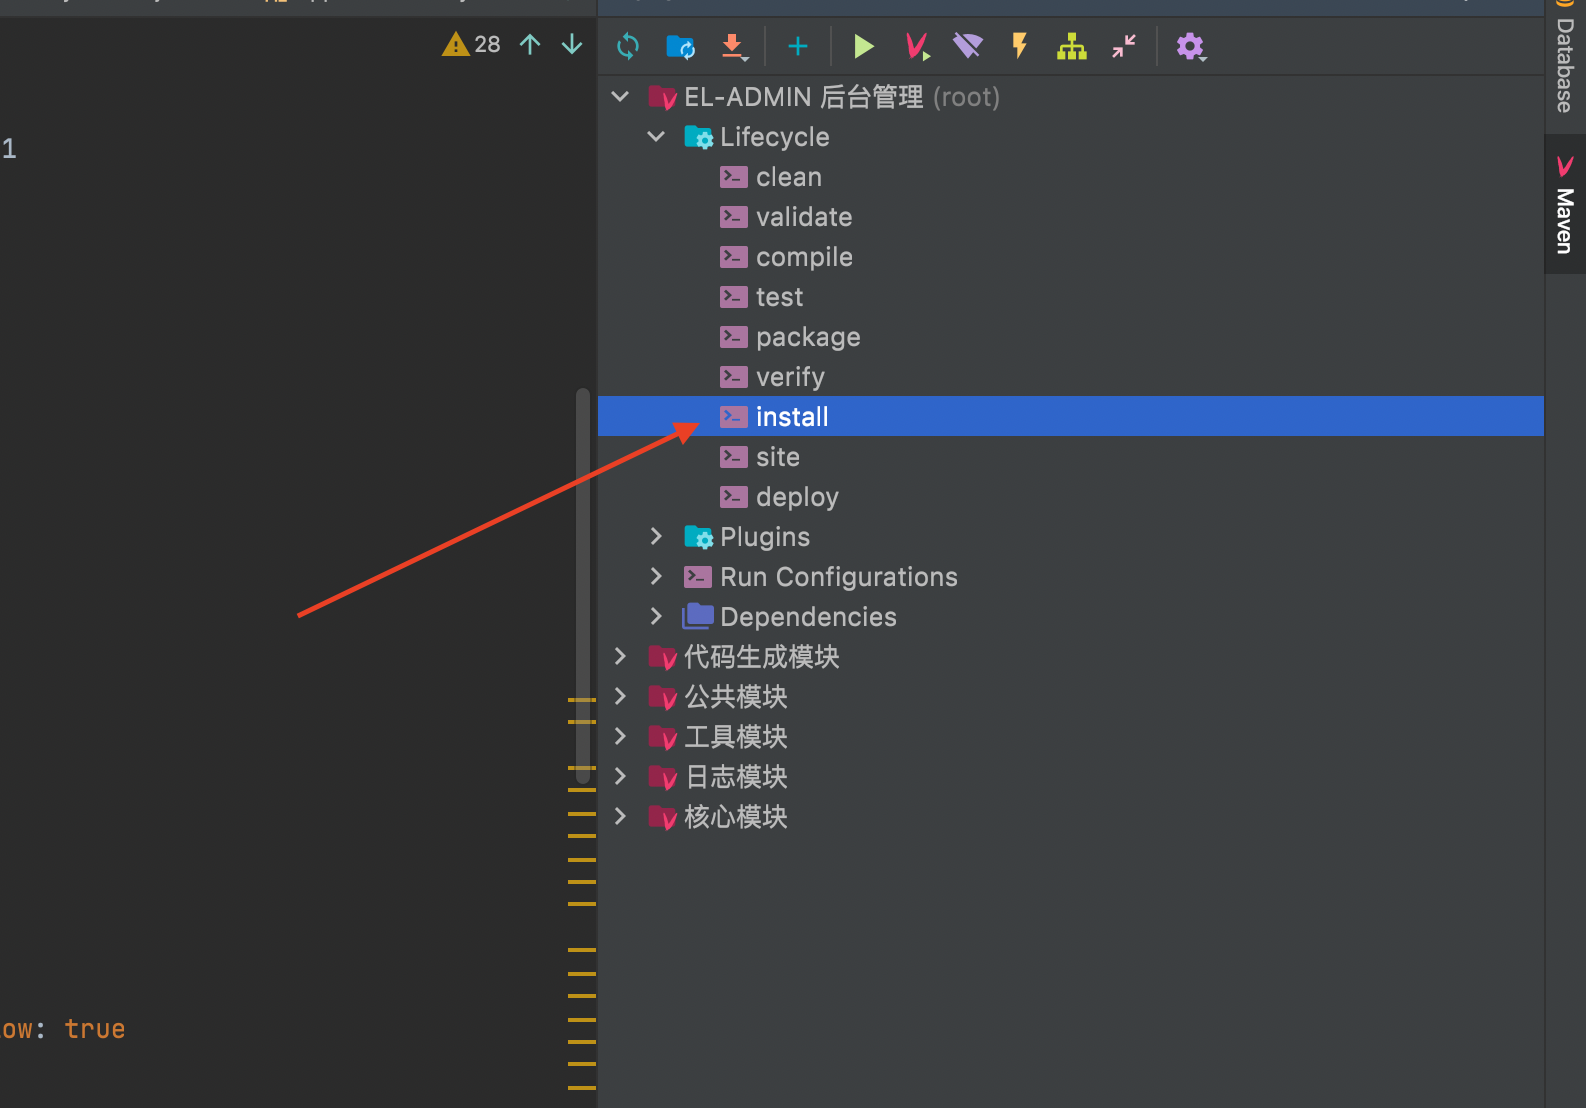 28
1
ow: true
EL-ADMIN 后台管理 (root)
Lifecycle
clean
validate
compile
test
package
verify
install
site
deploy
Plugins
Run Configurations
Dependencies
代码生成模块
公共模块
工具模块
日志模块
核心模块
Database
Maven